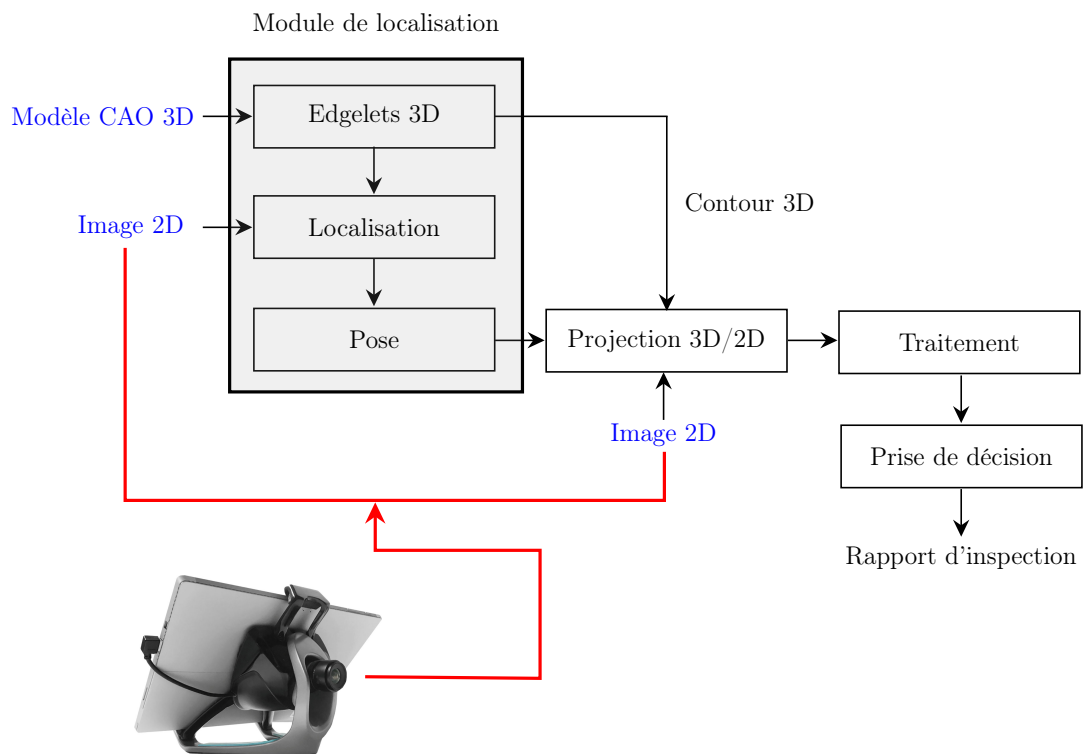 Module de localisation
Modèle CAO 3D
Edgelets 3D
Image 2D
Localisation
Contour 3D
Pose
Projection 3D/2D
Traitement
Image 2D
Prise de décision
Rapport d'inspection